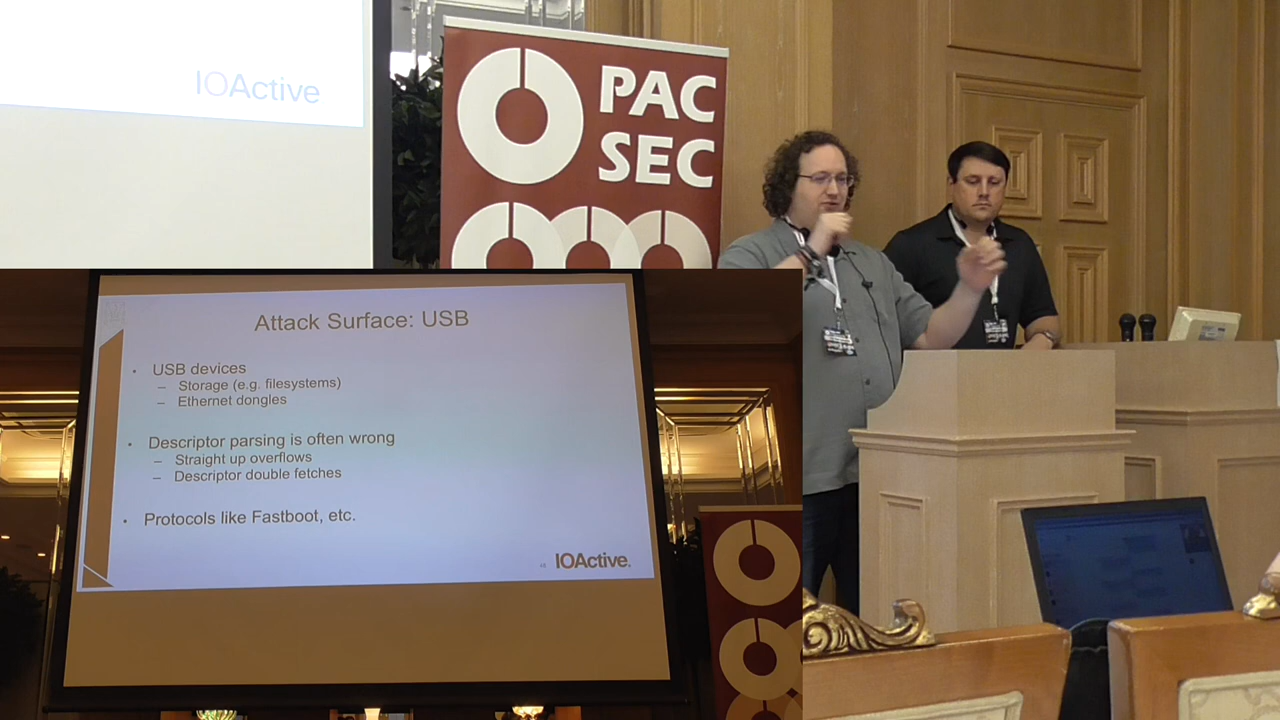 IOActive
PAC
SEC
Attack Surface: USB
• USB devices
– Storage (e.g. filesystems)
– Ethernet dongles
• Descriptor parsing is often wrong
– Straight up overflows
– Descriptor double fetches
• Protocols like Fastboot, etc.
IOActive.